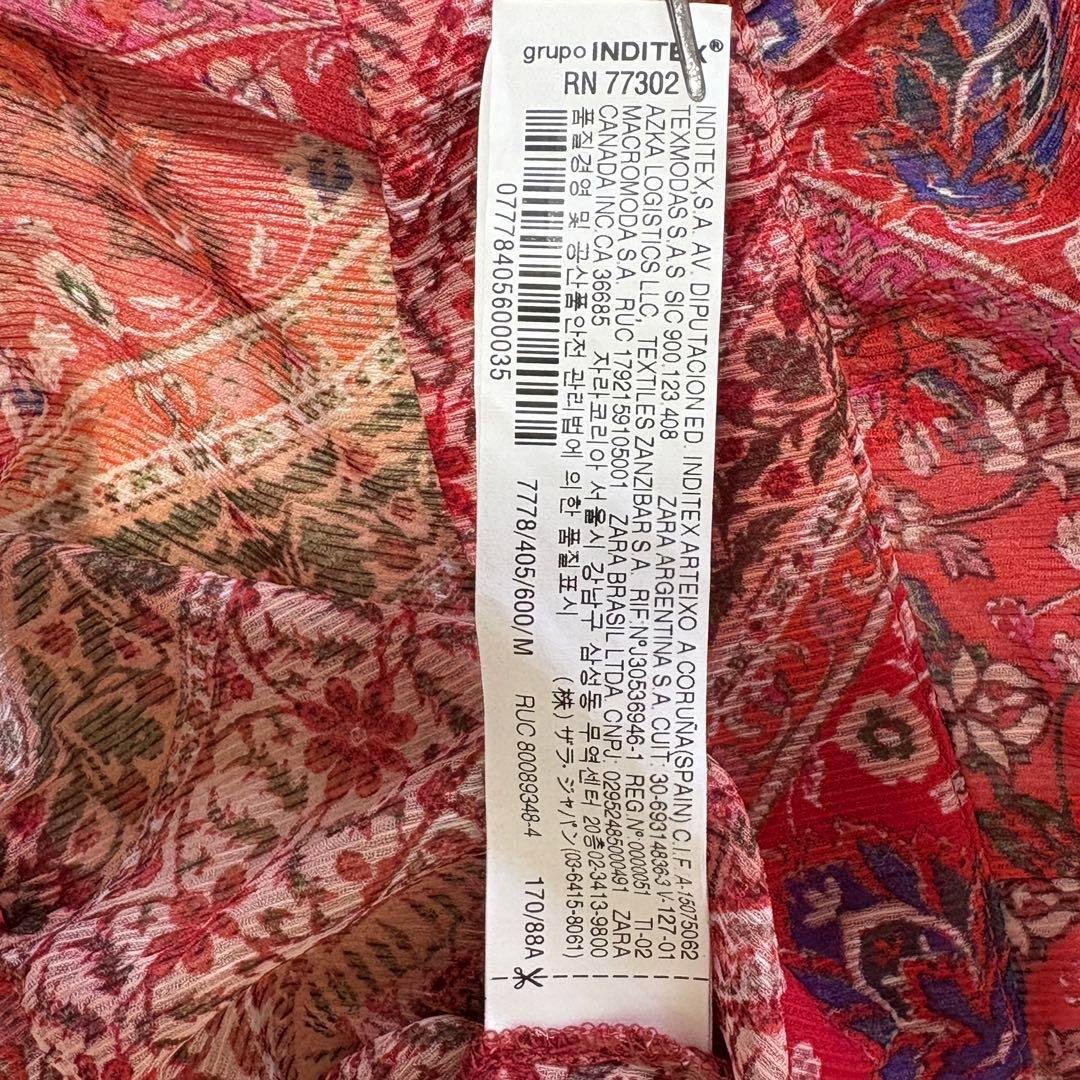 grupo INDITEX®
RN 77302
INDITEX,S.A. AV. DIPUTACION ED. INDITEX ARTEIXO A CORUÑA(SPAIN) C.I.F. A-15075062
TEXMODAS S.A.S SIC 900.123.408 ZARA ARGENTINA S.A. CUIT: 30-69314836-3 V-127-01
AZKA LOGISTICS LLC, TEXTILES ZANZIBAR S.A. RIF:NºJ30536946-1 REG.Nº:0000051 TI-02
MACROMODA S.A. RUC 1792159105001 ZARA BRASIL LTDA. CNPJ: 02952485000491 ZARA
CANADA INC. CA 36685 자라코리아 서울시 강남구 삼성동 무역센터 20층 02-3413-9800
품질경영 및 공산품안전 관리법에 의한 품질표시 (株) ザラ・ジャパン (03-6415-8061)
07778405600035
7778/405/600/M RUC 80089348-4 170/88A